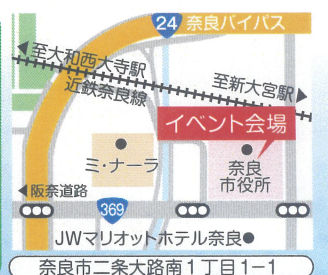 24 奈良バイパス
至大和西大寺駅
近鉄奈良線
至新大宮駅
イベント会場
ミ・ナーラ
奈良
市役所
阪奈道路
369
JWマリオットホテル奈良
奈良市二条大路南1丁目1-1